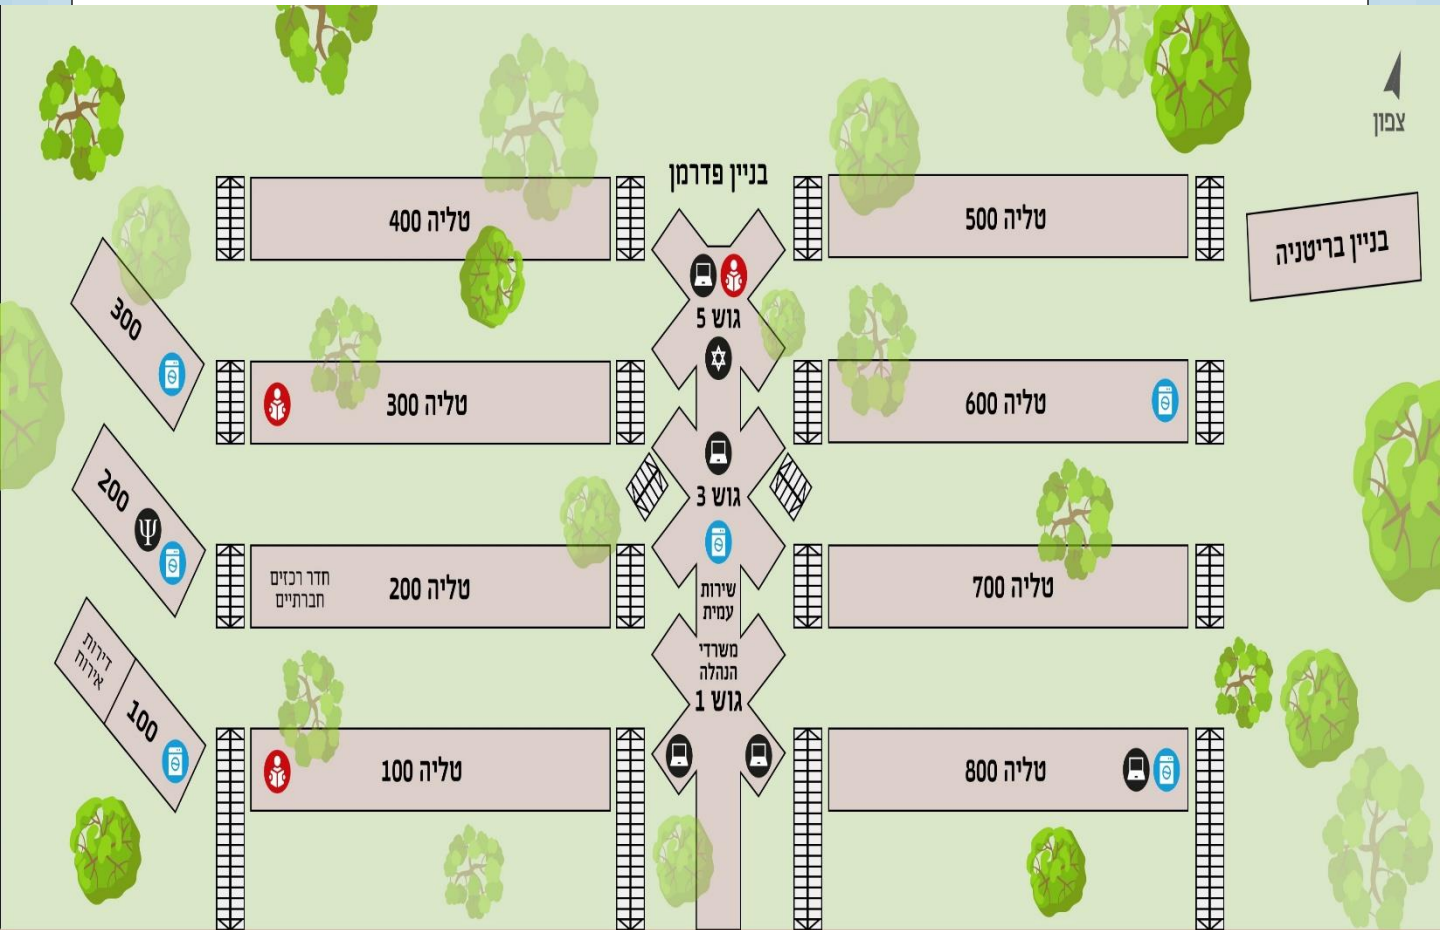 צפון
בניין פדרמן
טליה 500
טליה 400
בניין בריטניה
300
גוש 5
טליה 600
טליה 300
200
גוש 3
Ψ
טליה 700
שירות
עמית
טליה 200
חדר רכזים
חברתיים
דירות
אירוח
100
משרדי
הנהלה
גוש 1
טליה 800
טליה 100